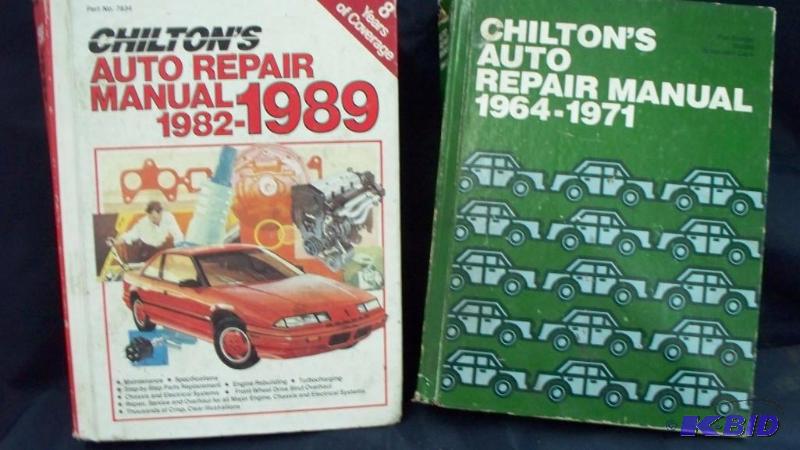 Part No. 7834
8
Years
of Coverage
CHILTON'S
AUTO REPAIR
MANUAL
1982-1989
• Maintenance • Specifications • Engine Rebuilding • Turbocharging
• Step-by-Step Parts Replacement • Front Wheel Drive Strut Overhaul
• Chassis and Electrical Systems
• Repair, Service and Overhaul for all Major Engine, Chassis and Electrical Systems
• Thousands of Crisp, Clear Illustrations
CHILTON'S
AUTO
REPAIR MANUAL
1964-1971
K-BID